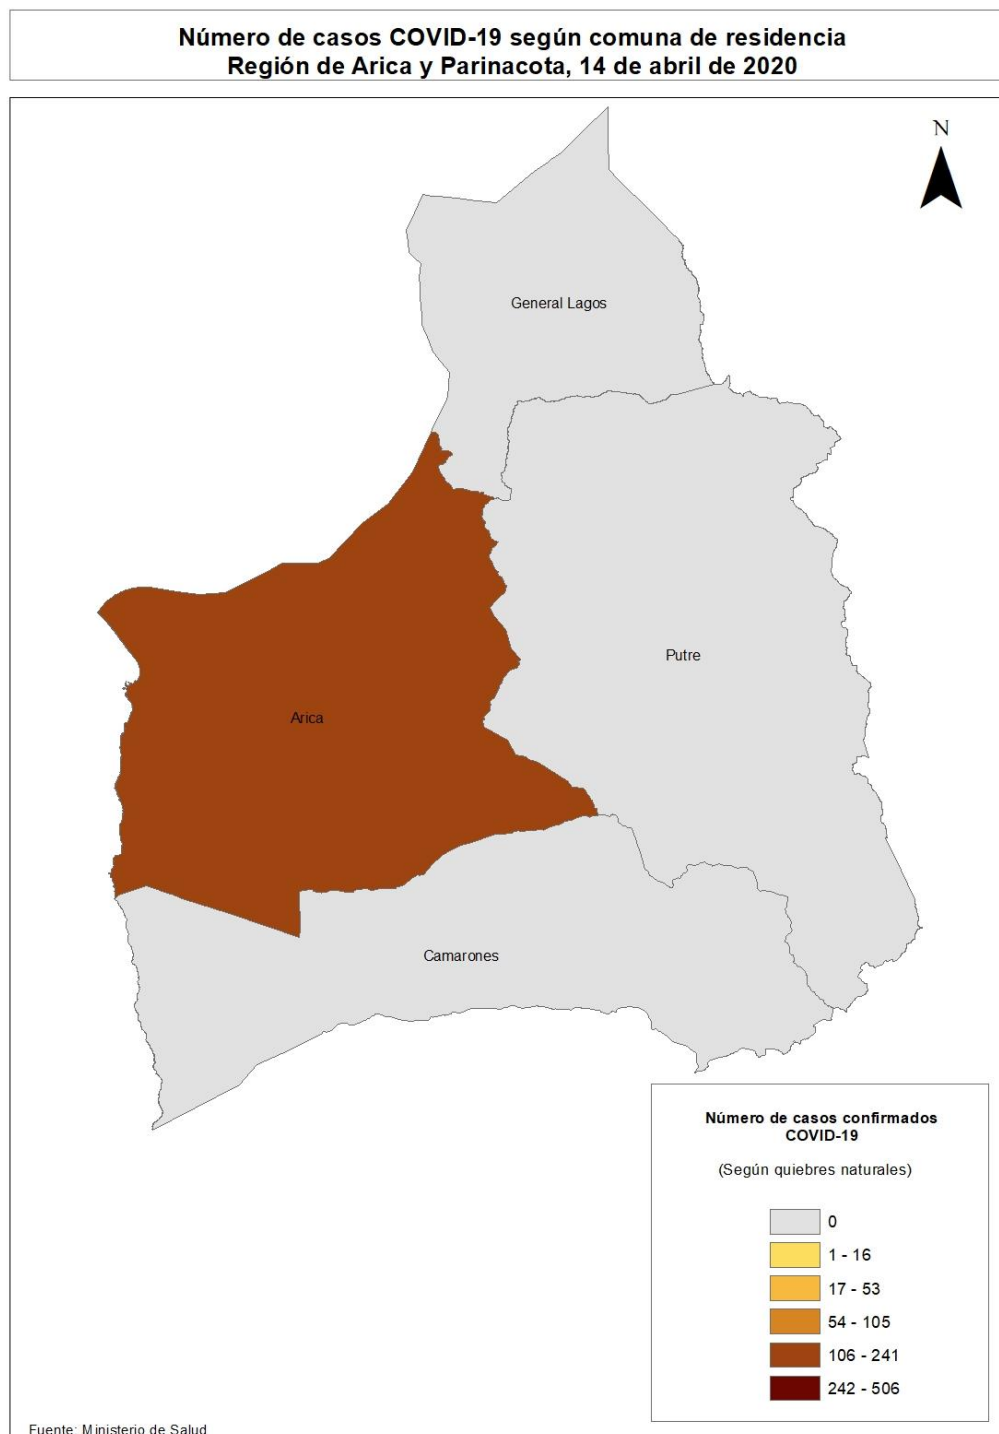 Número de casos COVID-19 según comuna de residencia
Región de Arica y Parinacota, 14 de abril de 2020
N
General Lagos
Putre
Arica
Camarones
Número de casos confirmados
COVID-19
(Según quiebres naturales)
0
1 - 16
17 - 53
54 - 105
106 - 241
242 - 506
Fuente: Ministerio de Salud